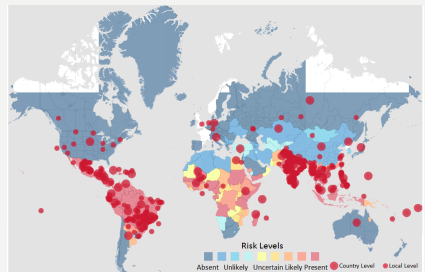 Risk Levels
Absent Unlikely Uncertain Likely Present
Country Level Local Level